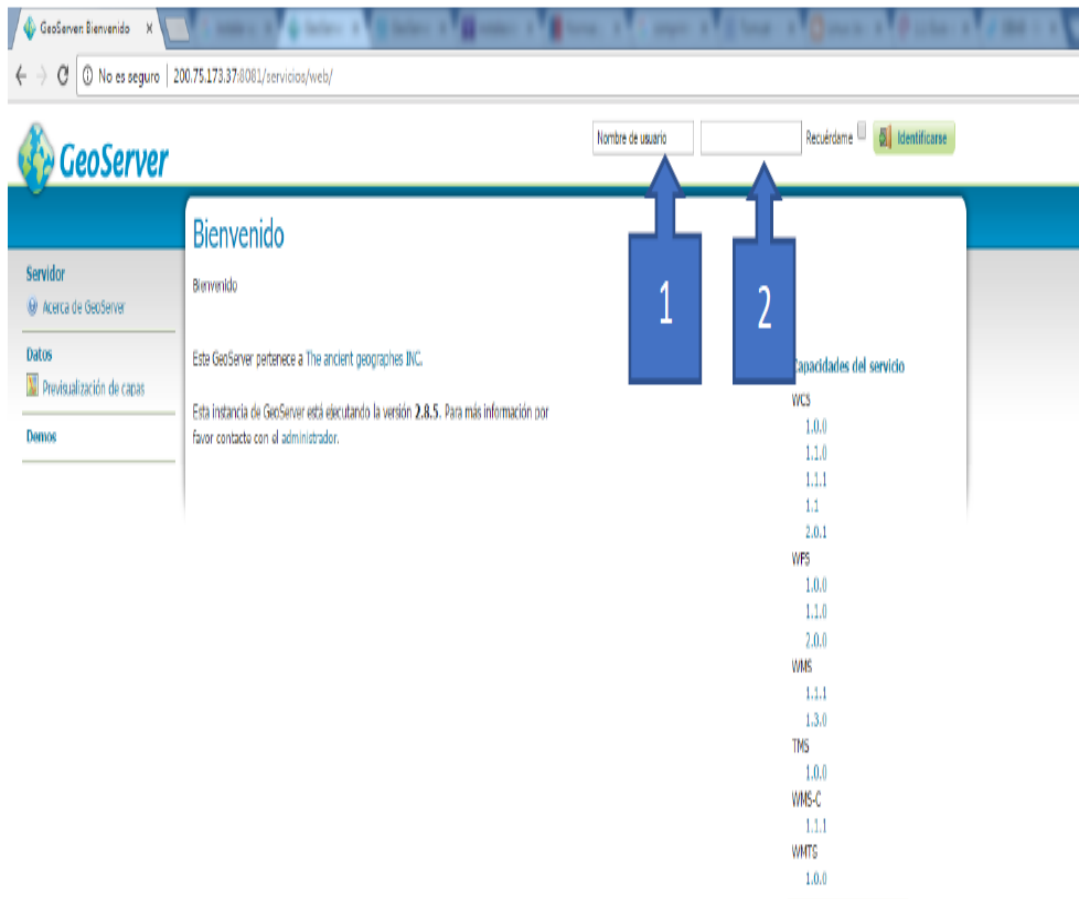 GeoServer: Bienvenido
No es seguro | 200.75.173.37:8081/servicios/web/
GeoServer
Nombre de usuario
Recuérdame
Identificarse
1
2
Bienvenido
Bienvenido
Servidor
Acerca de GeoServer
Datos
Previsualización de capas
Demos
Este GeoServer pertenece a The ancient geographes INC.
Esta instancia de GeoServer está ejecutando la versión 2.8.5. Para más información por
favor contacte con el administrador.
Capacidades del servicio
WCS
1.0.0
1.1.0
1.1.1
1.1
2.0.1
WFS
1.0.0
1.1.0
2.0.0
WMS
1.1.1
1.3.0
TMS
1.0.0
WMS-C
1.1.1
WMTS
1.0.0